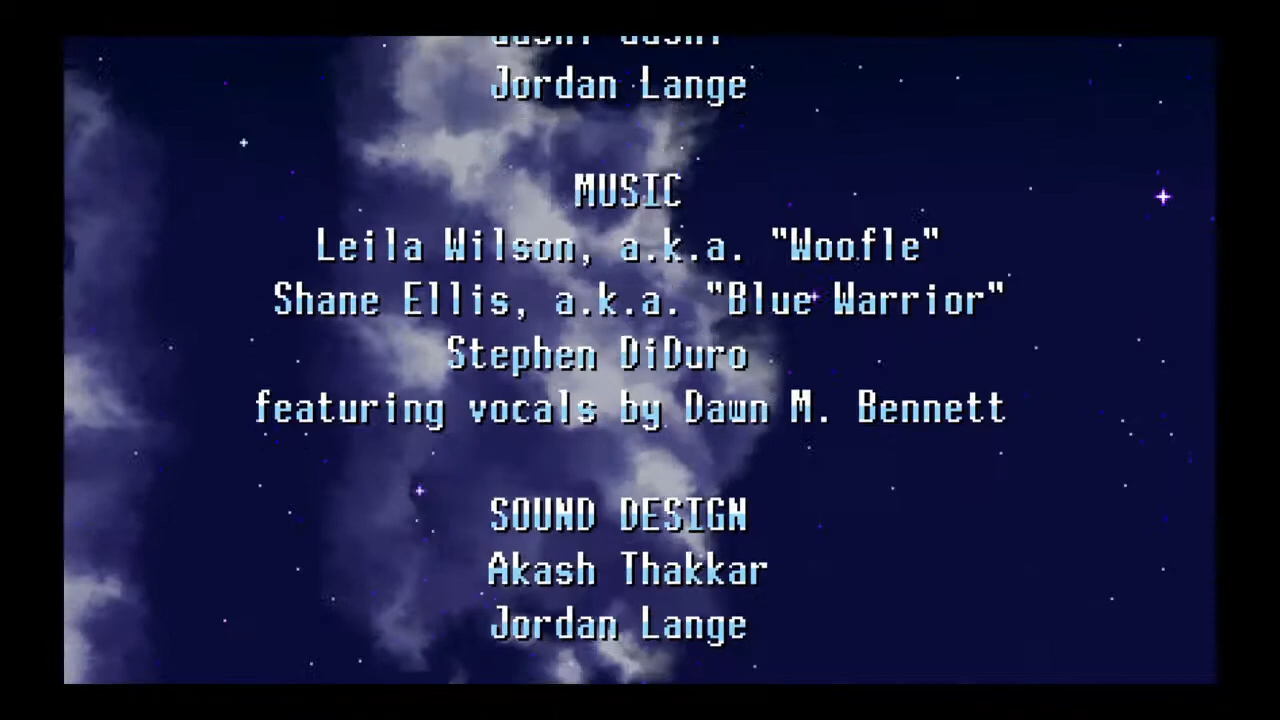 Jordan Lange
MUSIC
Leila Wilson, a.k.a. "Woofle"
Shane Ellis, a.k.a. "Blue Warrior"
Stephen DiDuro
featuring vocals by Dawn M. Bennett
SOUND DESIGN
Akash Thakkar
Jordan Lange